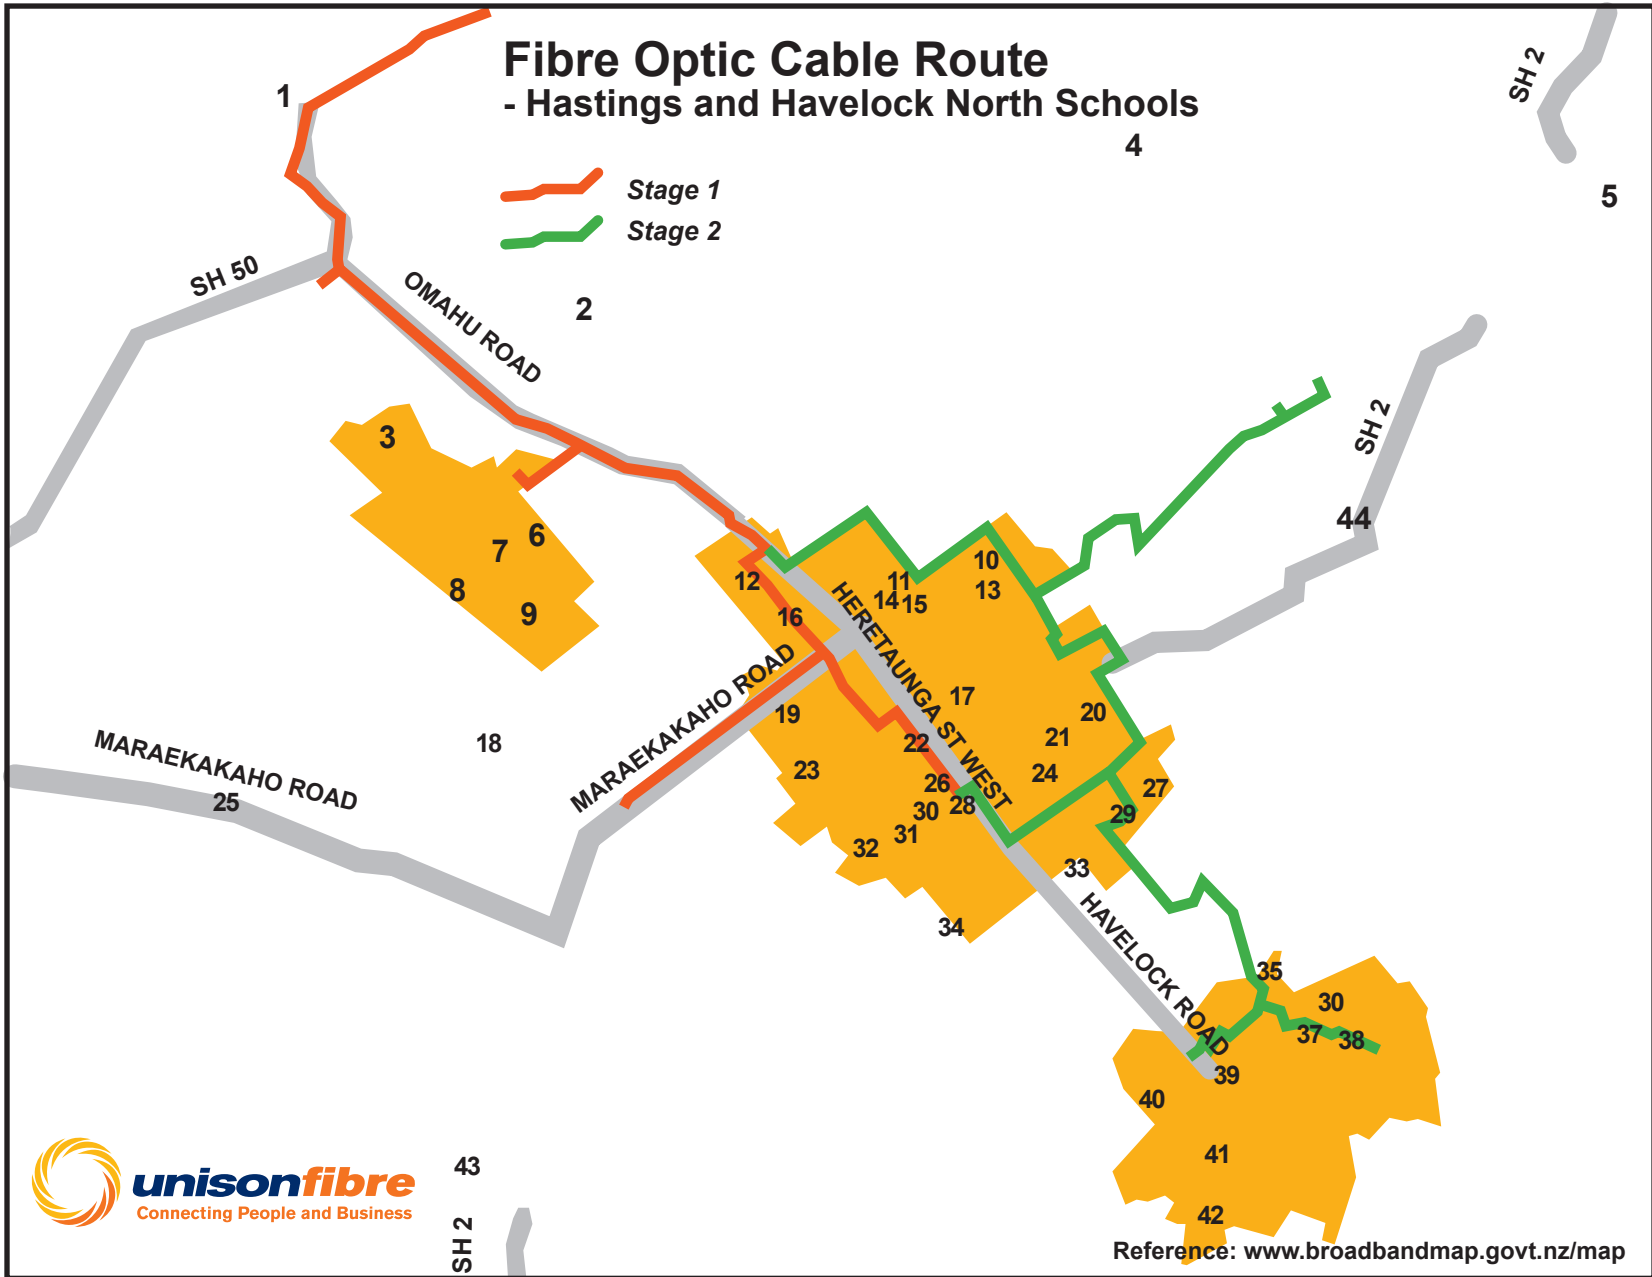 Fibre Optic Cable Route
- Hastings and Havelock North Schools
Stage 1
Stage 2
1
4
SH 2
5
SH 50
OMAHU ROAD
2
SH 2
3
44
6
7
8
9
10
11
12
13
14
15
16
HERETAUNGA ST WEST
MARAEKAKAHO ROAD
17
18
19
20
21
22
MARAEKAKAHO ROAD
23
24
25
26
27
28
29
30
31
32
33
34
HAVELOCK ROAD
35
30
37
38
39
40
41
42
43
SH 2
unisonfibre
Connecting People and Business
Reference: www.broadbandmap.govt.nz/map